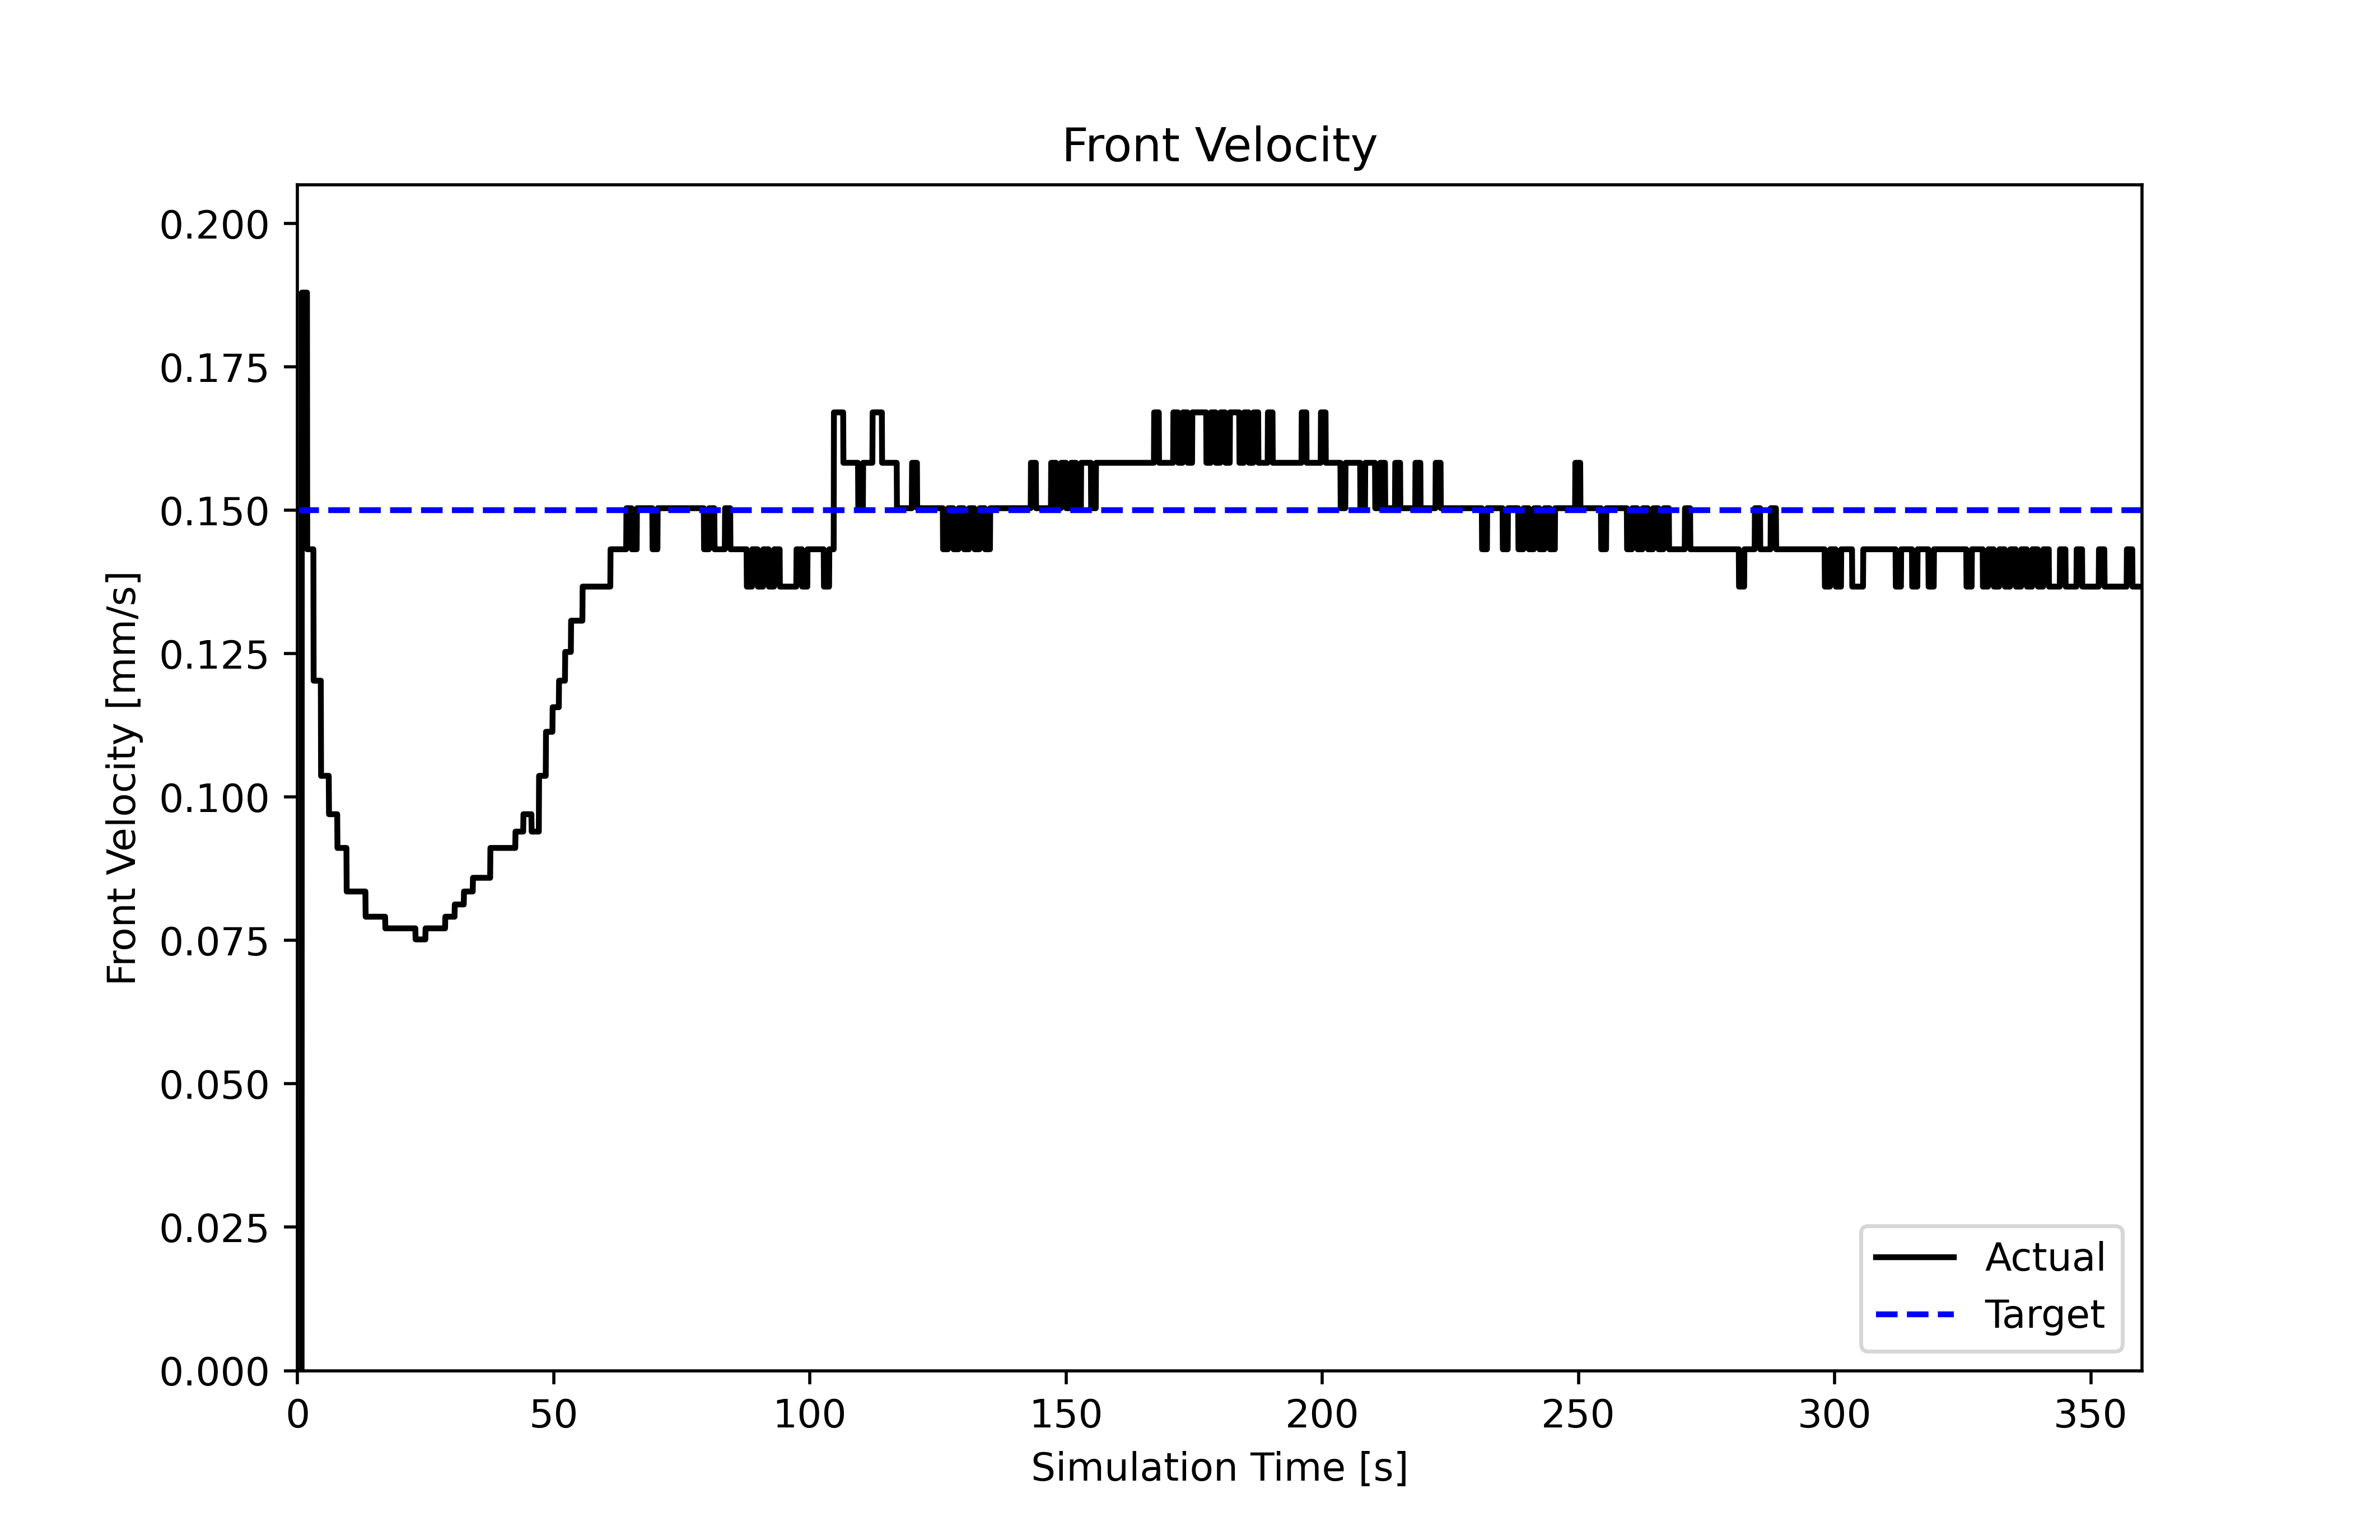 Front Velocity
0.200
0.175
0.150
0.125
0.100
0.075
0.050
0.025
0.000
Front Velocity [mm/s]
0 50 100 150 200 250 300 350
Simulation Time [s]
Actual
Target